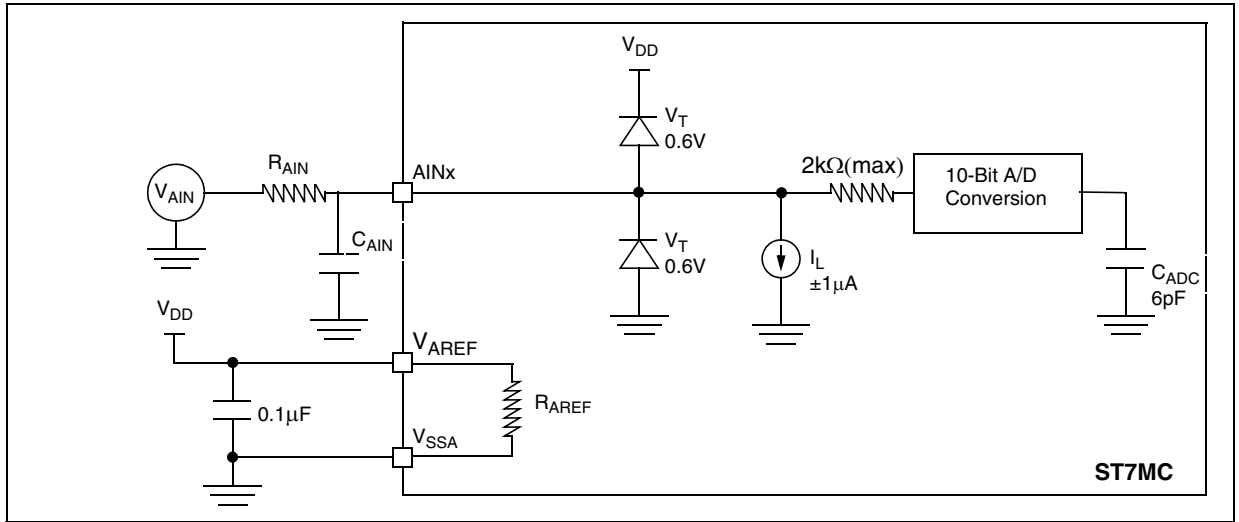 V_DD
V_T
0.6V
R_AIN
AINx
2kΩ(max)
10-Bit A/D
Conversion
V_AIN
C_AIN
V_T
0.6V
I_L
±1μA
C_ADC
6pF
V_DD
V_AREF
0.1μF
R_AREF
V_SSA
ST7MC